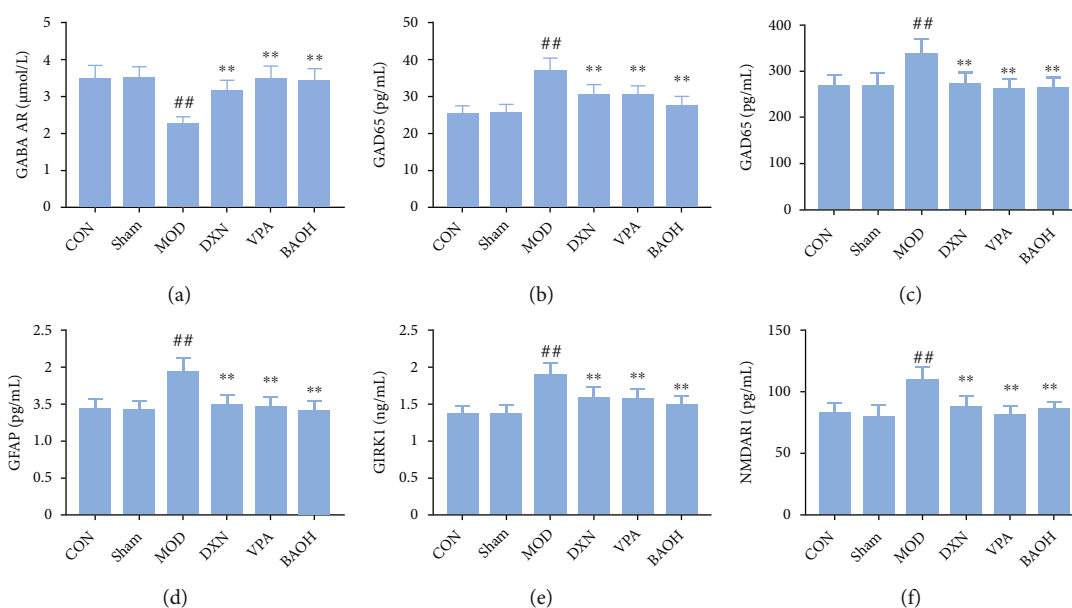 GABA AR (μmol/L)
5
4
3
2
1
0
##
**
**
**
CON
Sham
MOD
DXN
VPA
BAOH
(a)
GAD65 (pg/mL)
50
40
30
20
10
0
##
**
**
**
CON
Sham
MOD
DXN
VPA
BAOH
(b)
GAD65 (pg/mL)
400
300
200
100
0
##
**
**
**
CON
Sham
MOD
DXN
VPA
BAOH
(c)
GFAP (pg/mL)
2.5
2
3.5
1.0
0.5
0
##
**
**
**
CON
Sham
MOD
DXN
VPA
BAOH
(d)
GIRK1 (ng/mL)
2.5
2
1.5
1
0.5
0
##
**
**
**
CON
Sham
MOD
DXN
VPA
BAOH
(e)
NMDAR1 (pg/mL)
150
100
50
0
##
**
**
**
CON
Sham
MOD
DXN
VPA
BAOH
(f)